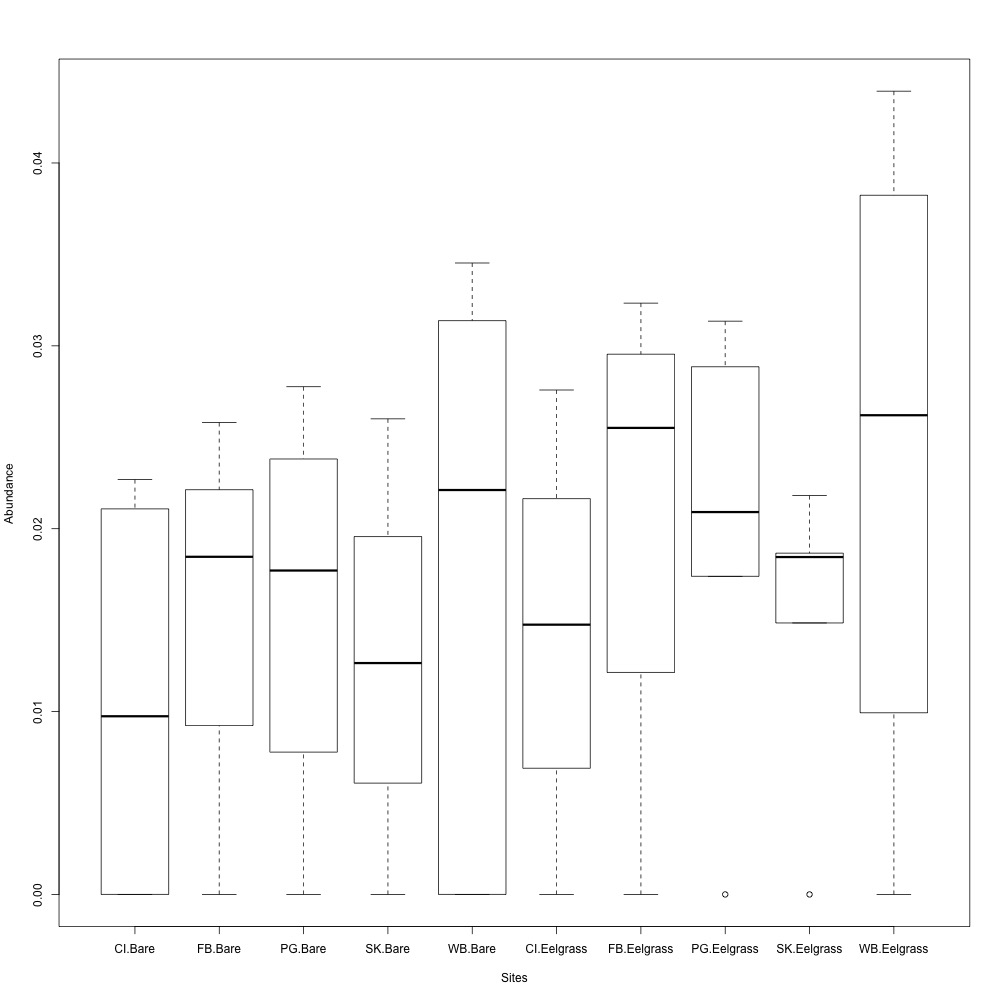 Abundance
0.04
0.03
0.02
0.01
0.00
CI.Bare FB.Bare PG.Bare SK.Bare WB.Bare CI.Eelgrass FB.Eelgrass PG.Eelgrass SK.Eelgrass WB.Eelgrass
Sites